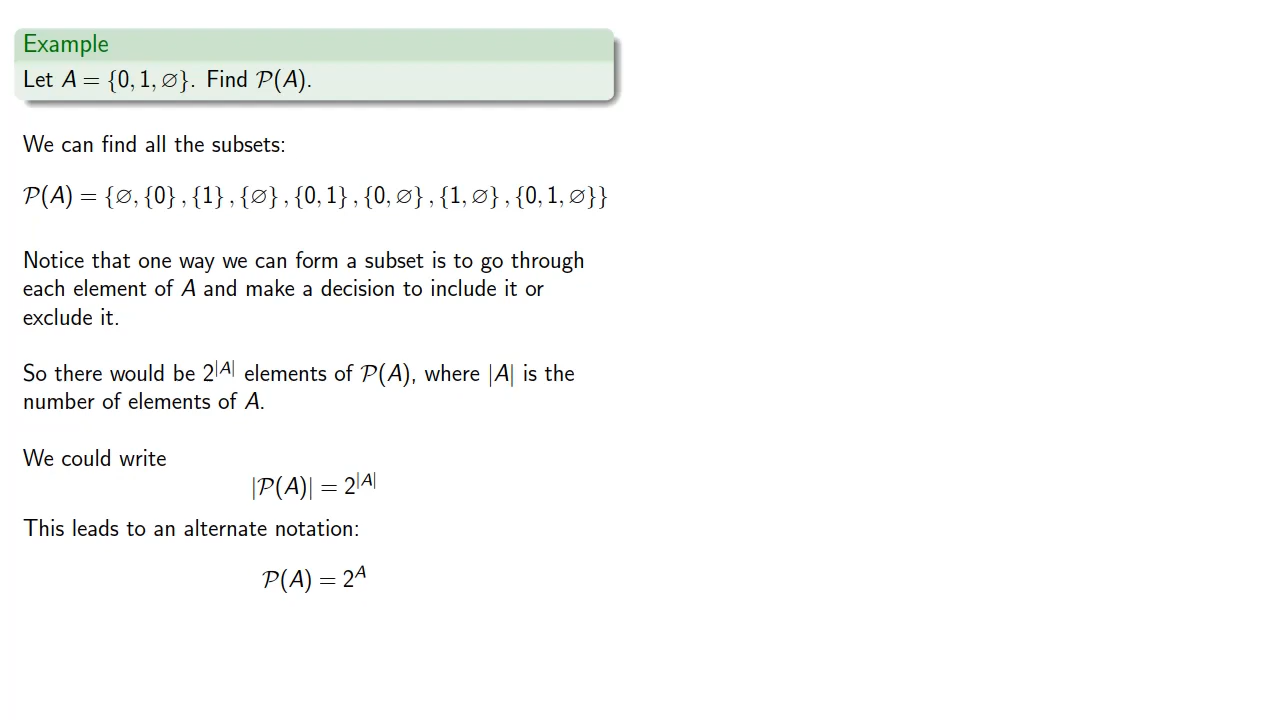 Example
Let A = {0, 1, ∅}. Find 𝒫(A).
We can find all the subsets:
𝒫(A) = {∅, {0} , {1} , {∅} , {0, 1} , {0, ∅} , {1, ∅} , {0, 1, ∅}}
Notice that one way we can form a subset is to go through
each element of A and make a decision to include it or
exclude it.
So there would be 2^|A| elements of 𝒫(A), where |A| is the
number of elements of A.
We could write
|𝒫(A)| = 2^|A|
This leads to an alternate notation:
𝒫(A) = 2^A